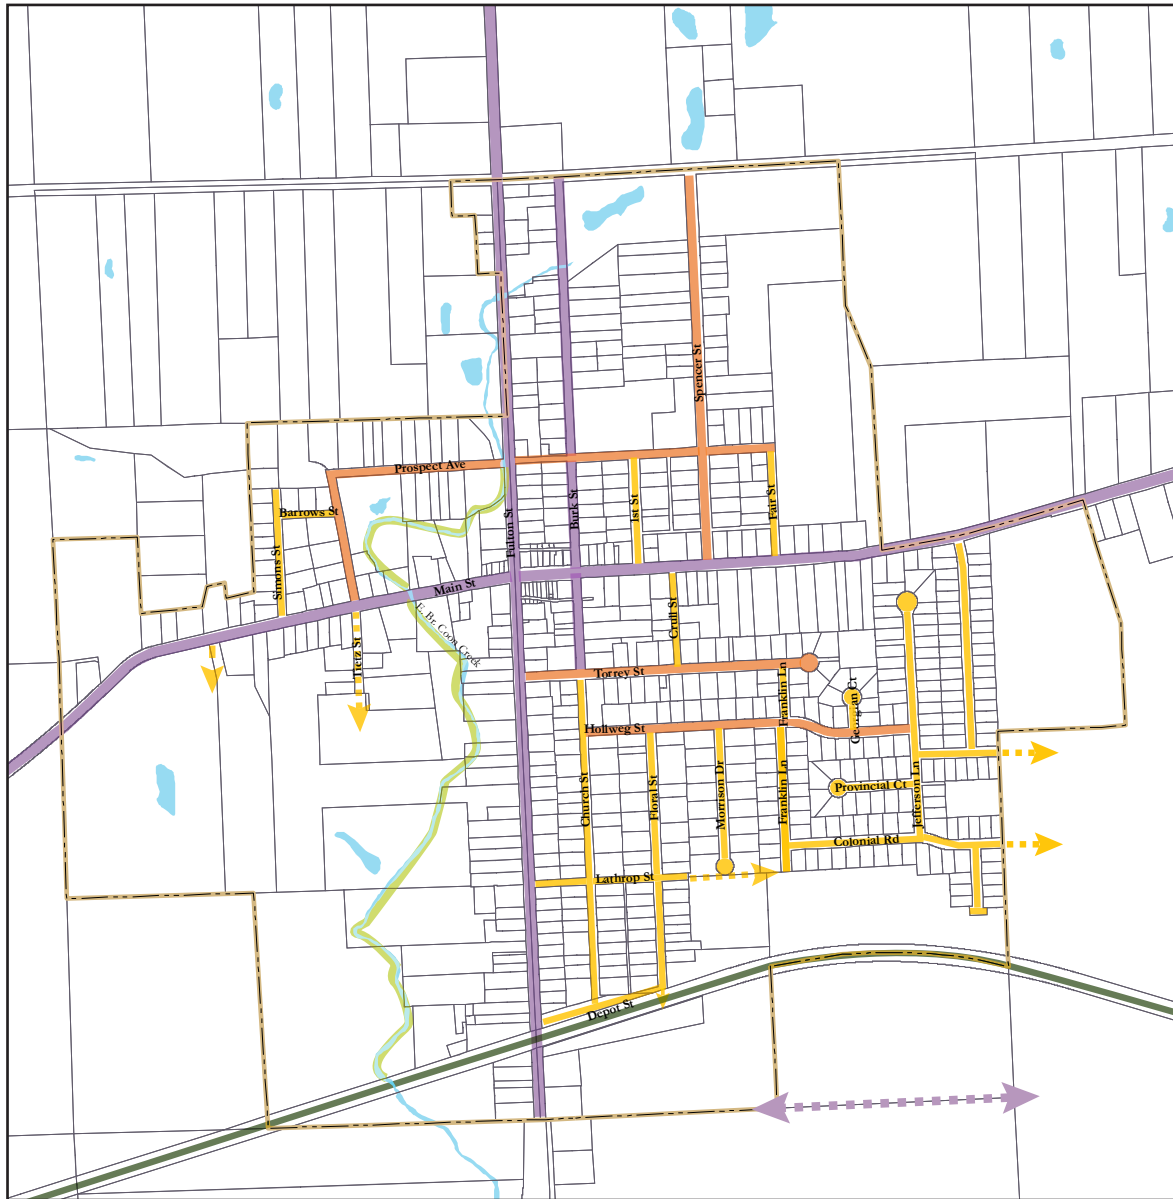 Spencer St
Prospect Ave
Barrows St
Fulton St
Burk St
1st St
Fair St
Simons St
Main St
Tietz St
E. Br. Coon Creek
Crull St
Torrey St
Franklin Ln
Georgian Ct
Hollweg St
Church St
Floral St
Morrison Dr
Franklin Ln
Provincial Ct
Jefferson Ln
Colonial Rd
Lathrop St
Depot St